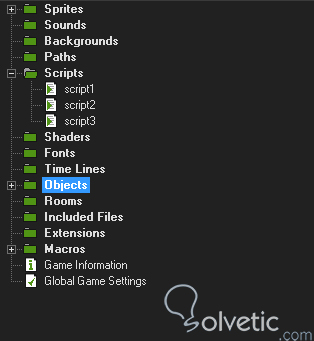 Sprites
Sounds
Backgrounds
Paths
Scripts
script1
script2
script3
Shaders
Fonts
Time Lines
Objects
Rooms
Included Files
Extensions
Macros
Game Information
Global Game Settings
Solvetic
.com